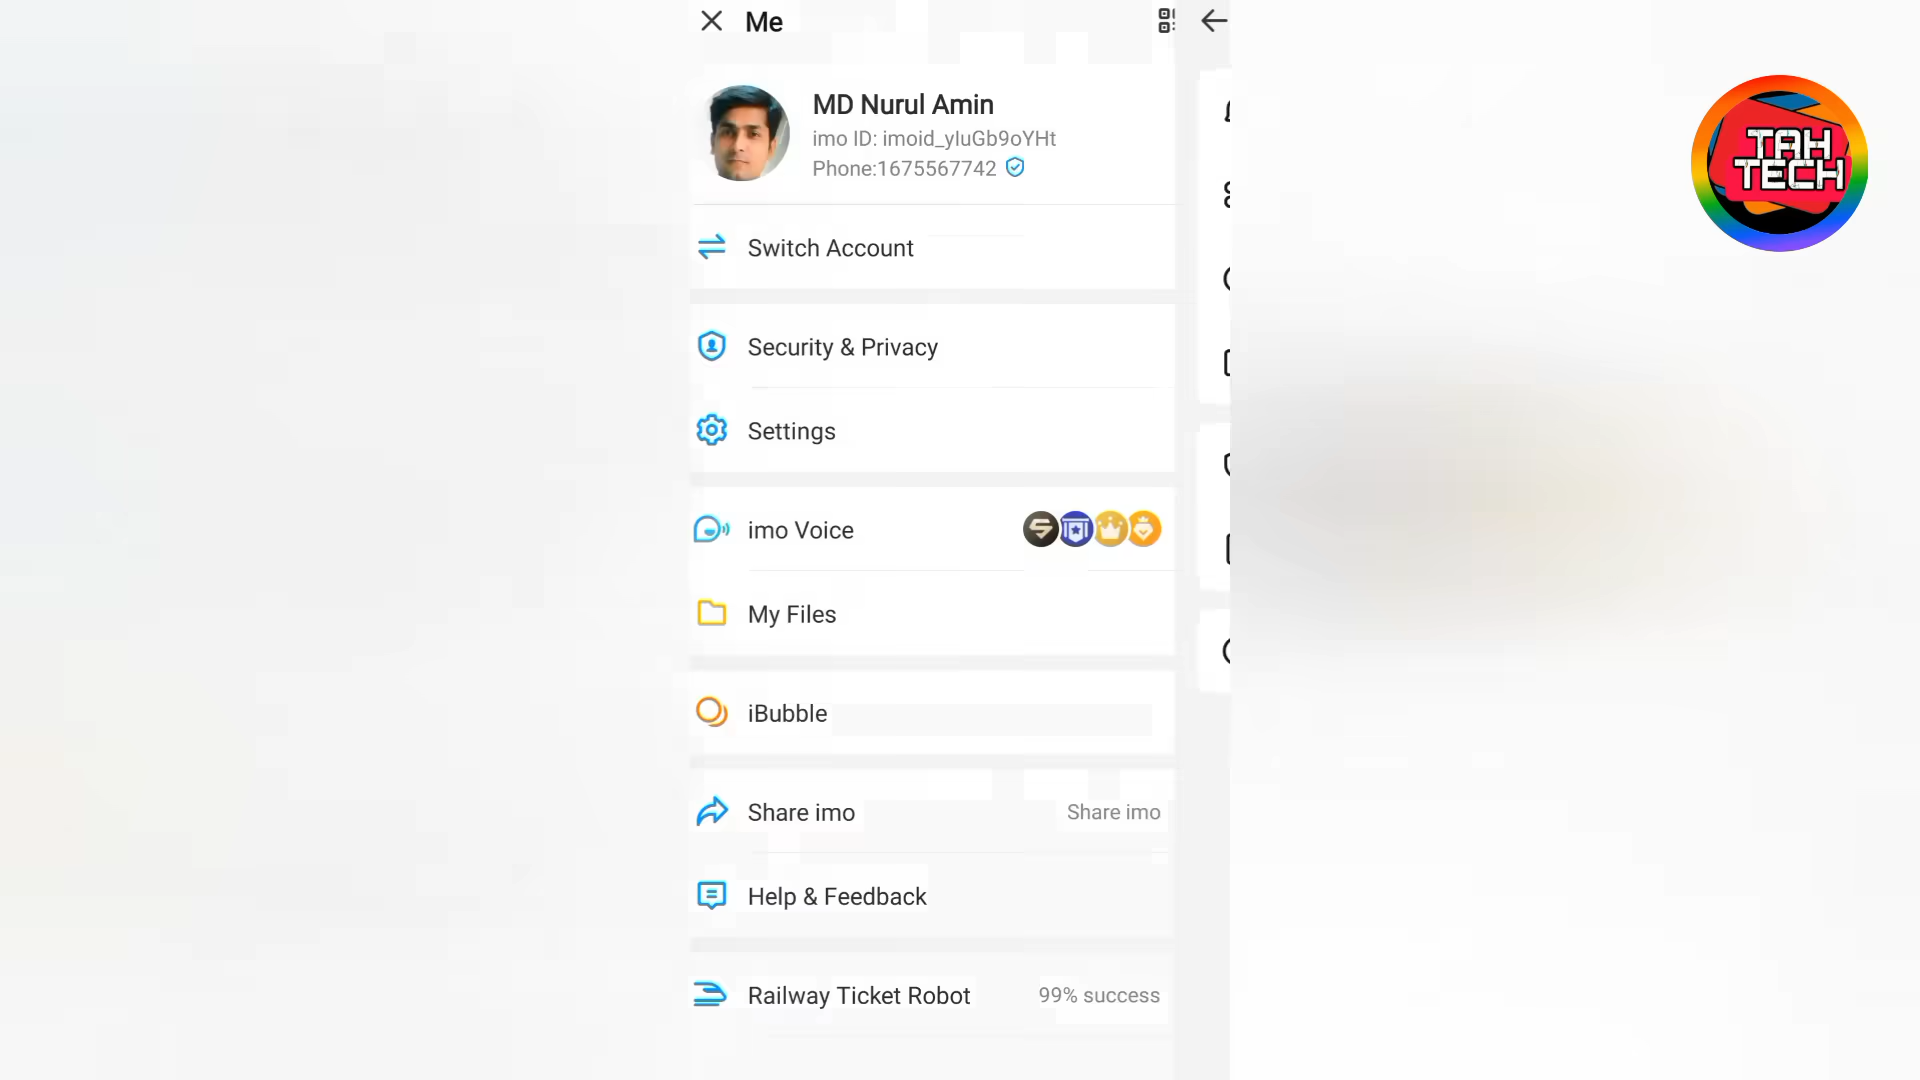 Me
MD Nurul Amin
imo ID: imoid_yIuGb9oYHt
Phone:1675567742
Switch Account
Security & Privacy
Settings
imo Voice
My Files
iBubble
Share imo Share imo
Help & Feedback
Railway Ticket Robot 99% success
TAH
TECH